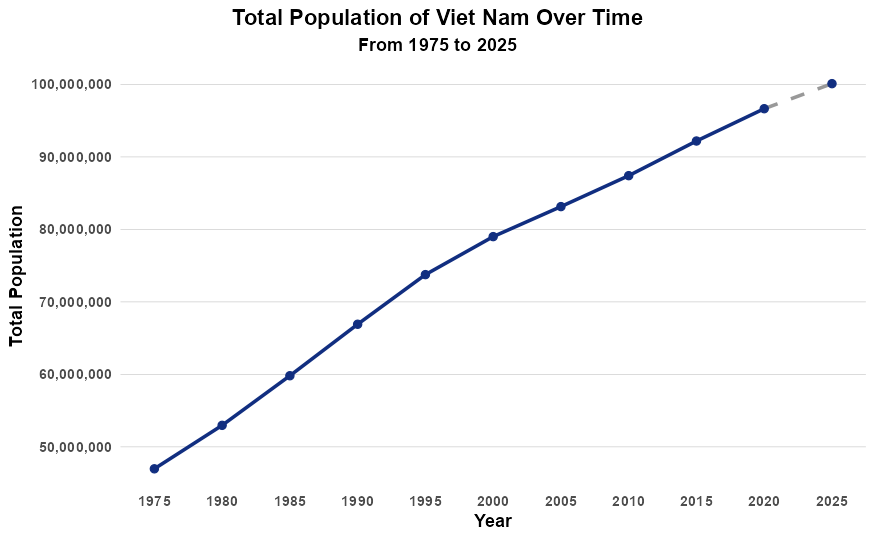 Total Population of Viet Nam Over Time
From 1975 to 2025
100,000,000
90,000,000
80,000,000
70,000,000
60,000,000
50,000,000
Total Population
1975 1980 1985 1990 1995 2000 2005 2010 2015 2020 2025
Year